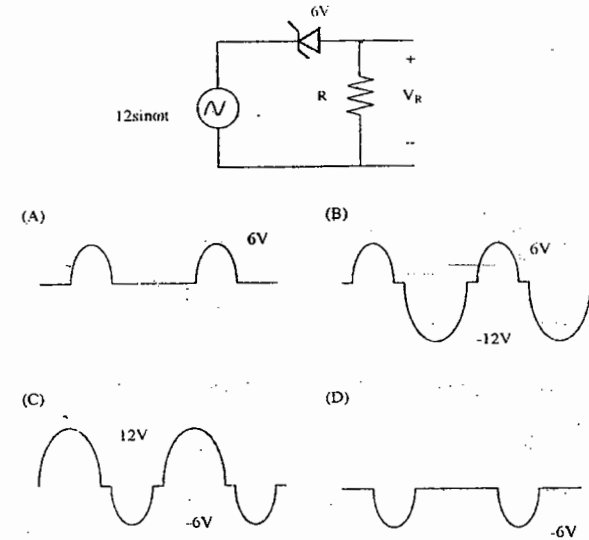 6V
+
R
V_R
12sinωt
--
(A)
6V
(B)
6V
-12V
(C)
12V
-6V
(D)
-6V